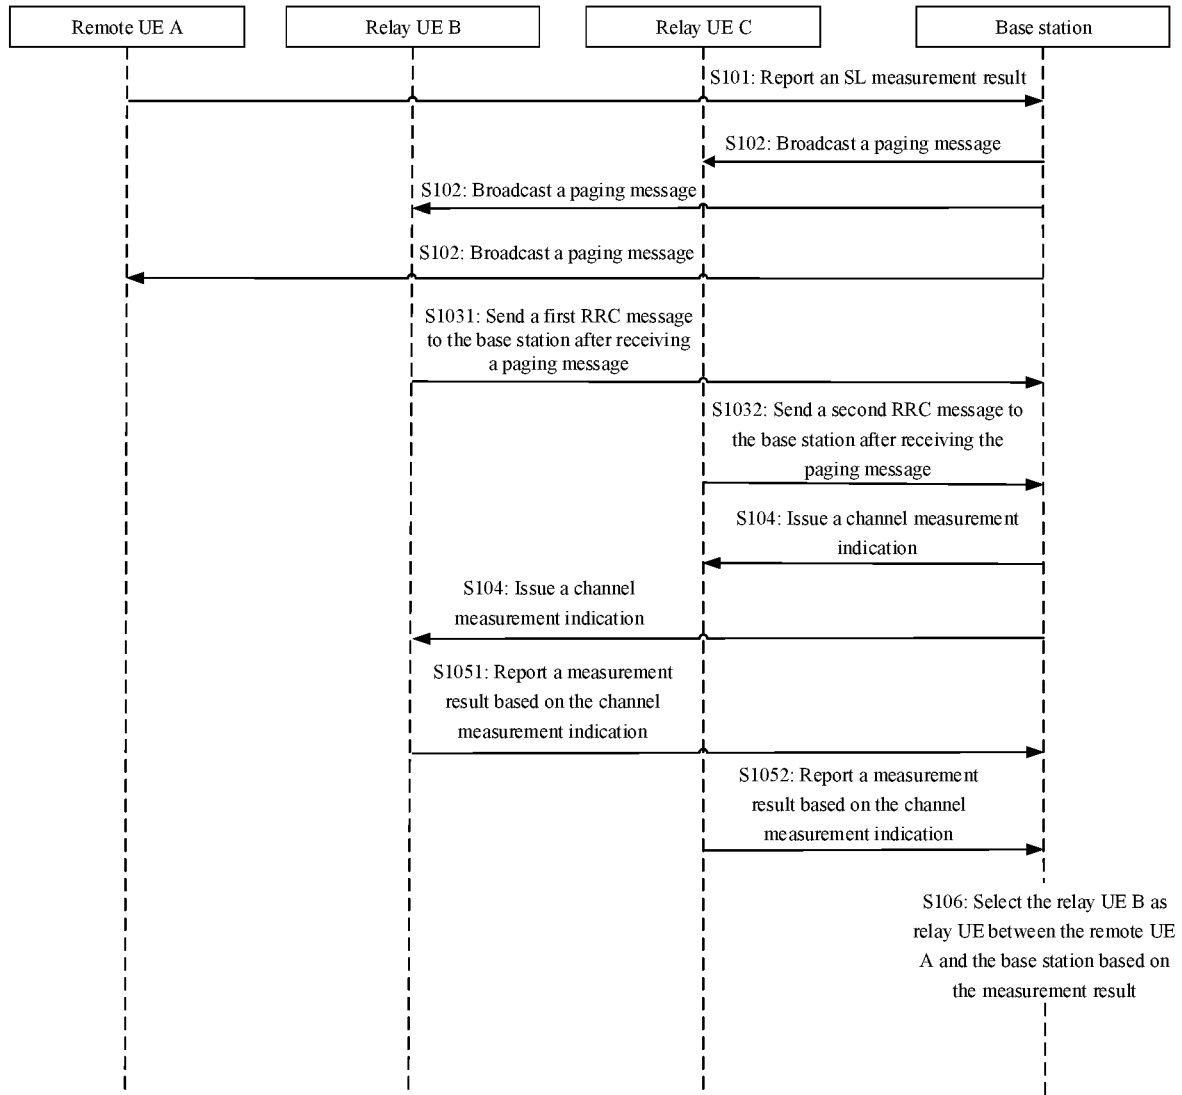 Remote UE A
Relay UE B
Relay UE C
Base station
S101: Report an SL measurement result
S102: Broadcast a paging message
S102: Broadcast a paging message
S102: Broadcast a paging message
S1031: Send a first RRC message
to the base station after receiving
a paging message
S1032: Send a second RRC message to
the base station after receiving the
paging message
S104: Issue a channel measurement
indication
S104: Issue a channel
measurement indication
S1051: Report a measurement
result based on the channel
measurement indication
S1052: Report a measurement
result based on the channel
measurement indication
S106: Select the relay UE B as
relay UE between the remote UE
A and the base station based on
the measurement result